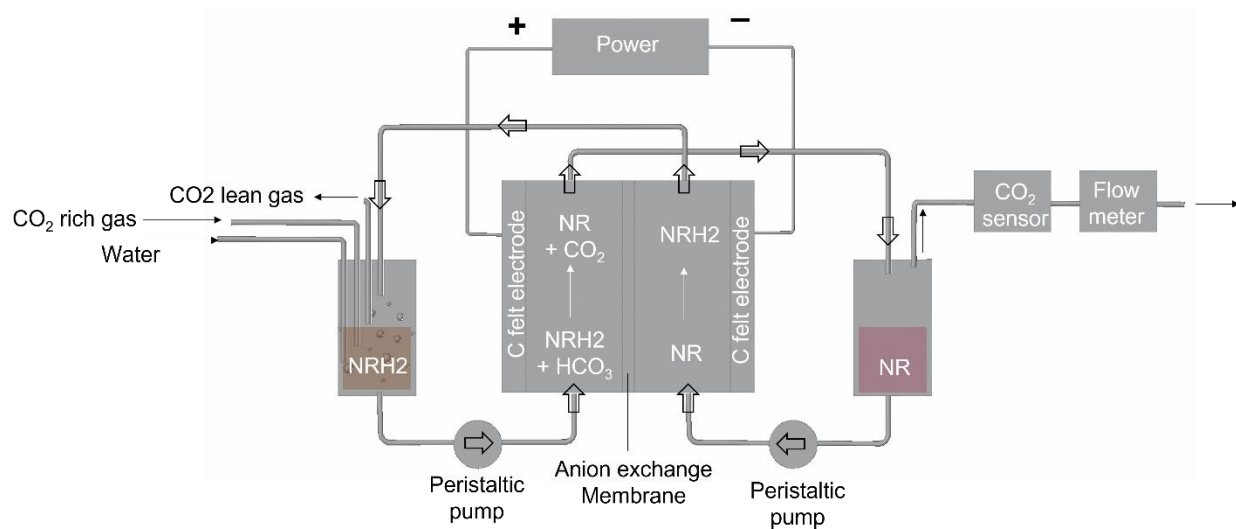 +
Power
−
CO2 lean gas
CO₂ rich gas
Water
C felt electrode
NR
+ CO₂
NRH2
+ HCO₃
NRH2
NR
C felt electrode
CO₂
sensor
Flow
meter
NRH2
NR
Peristaltic
pump
Anion exchange
Membrane
Peristaltic
pump